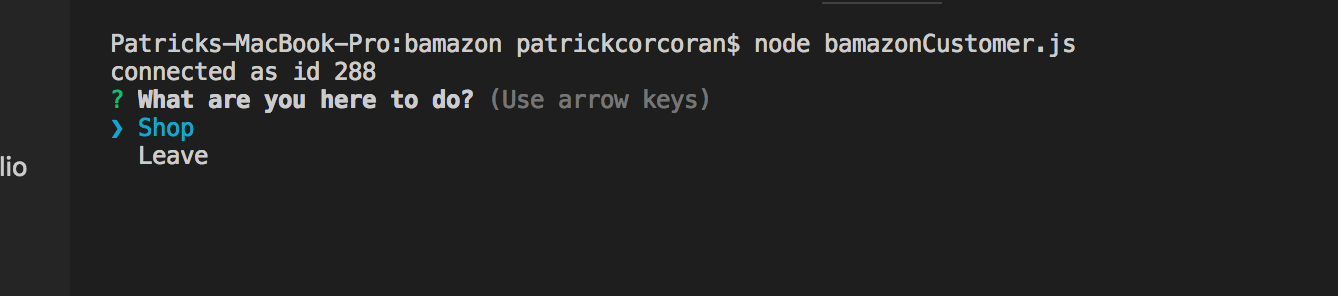 Patricks-MacBook-Pro:bamazon patrickcorcoran$ node bamazonCustomer.js
connected as id 288
? What are you here to do? (Use arrow keys)
❯ Shop
Leave
lio